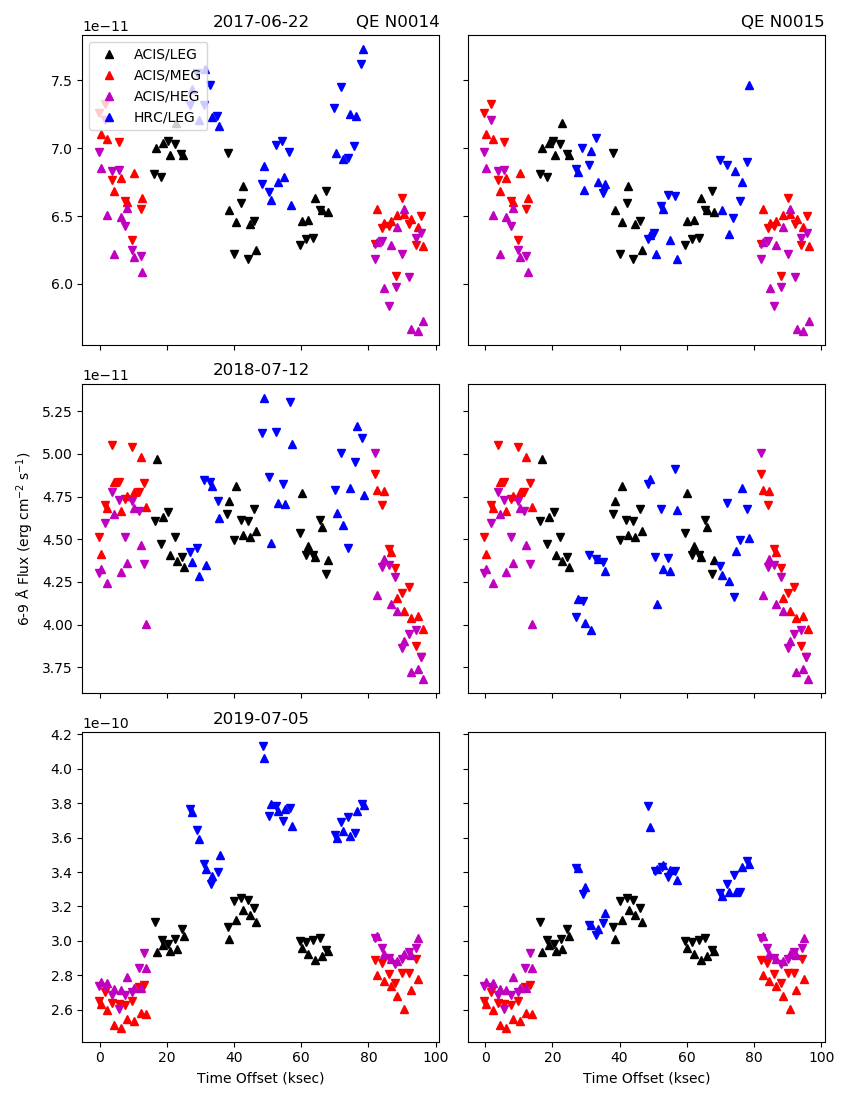 2017-06-22 QE N0014 QE N0015
1e−11
ACIS/LEG
ACIS/MEG
ACIS/HEG
HRC/LEG
7.5
7.0
6.5
6.0
2018-07-12
1e−11
5.25
5.00
4.75
4.50
4.25
4.00
3.75
6-9 Å Flux (erg cm−2 s−1)
2019-07-05
1e−10
4.2
4.0
3.8
3.6
3.4
3.2
3.0
2.8
2.6
0 20 40 60 80 100 0 20 40 60 80 100
Time Offset (ksec) Time Offset (ksec)